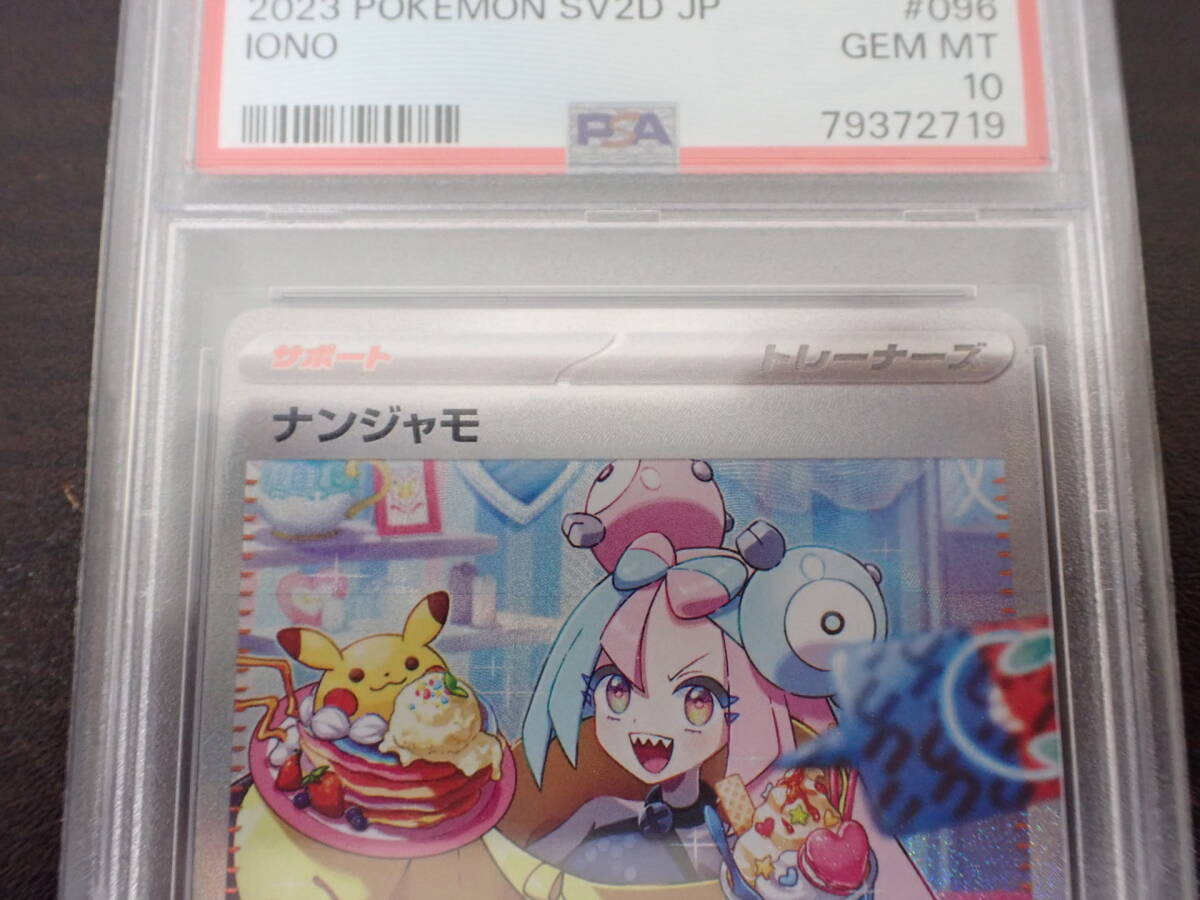 2023 POKEMON SV2D JP #096
IONO GEM MT
10
PSA 79372719
サポート トレーナーズ
ナンジャモ